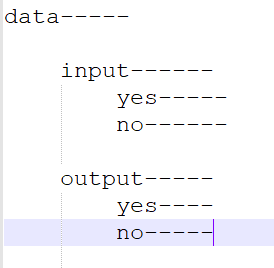 data-----
input------
yes-----
no------
output-----
yes----
no-----